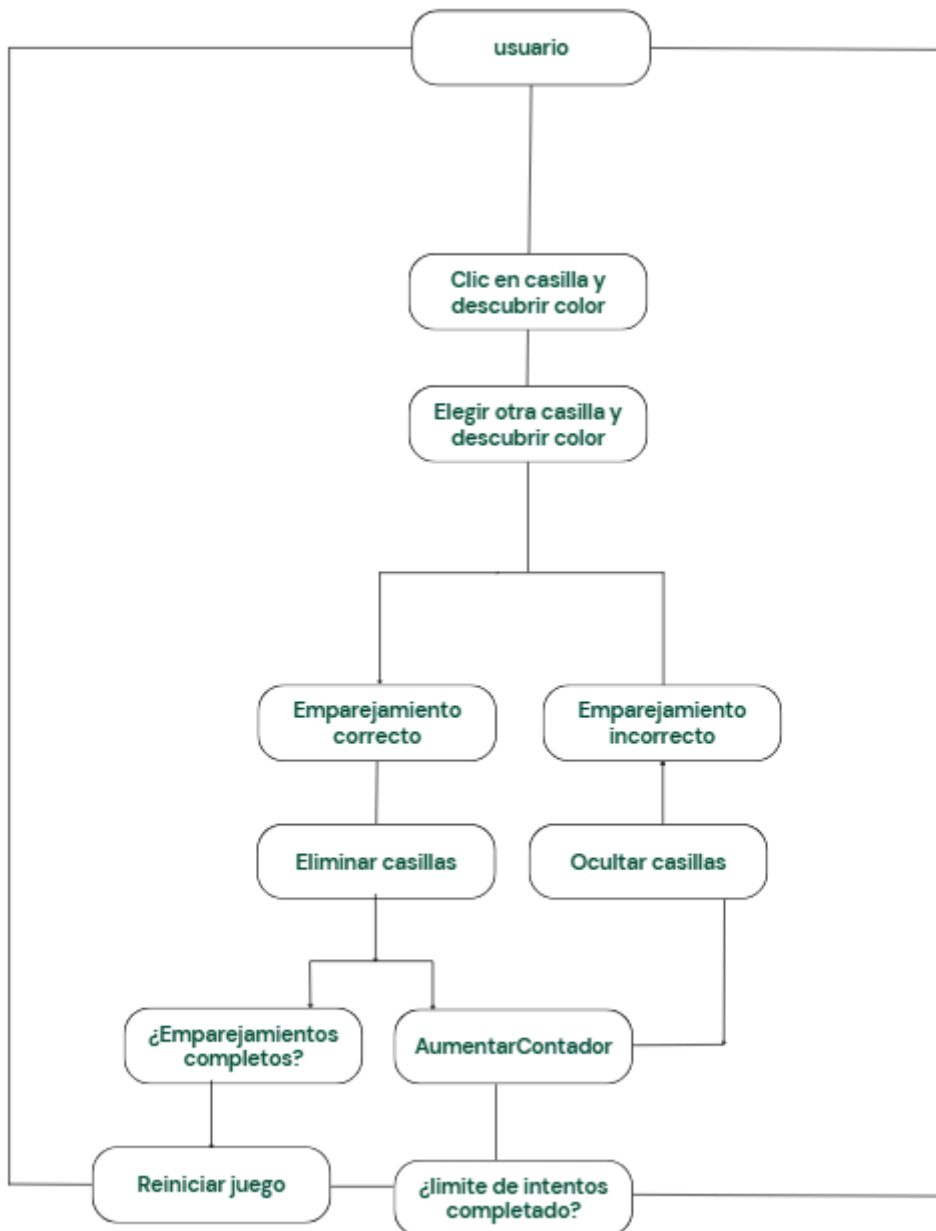 usuario
Clic en casilla y
descubrir color
Elegir otra casilla y
descubrir color
Emparejamiento
correcto
Emparejamiento
incorrecto
Eliminar casillas
Ocultar casillas
¿Emparejamientos
completos?
AumentarContador
Reiniciar juego
¿limite de intentos
completado?